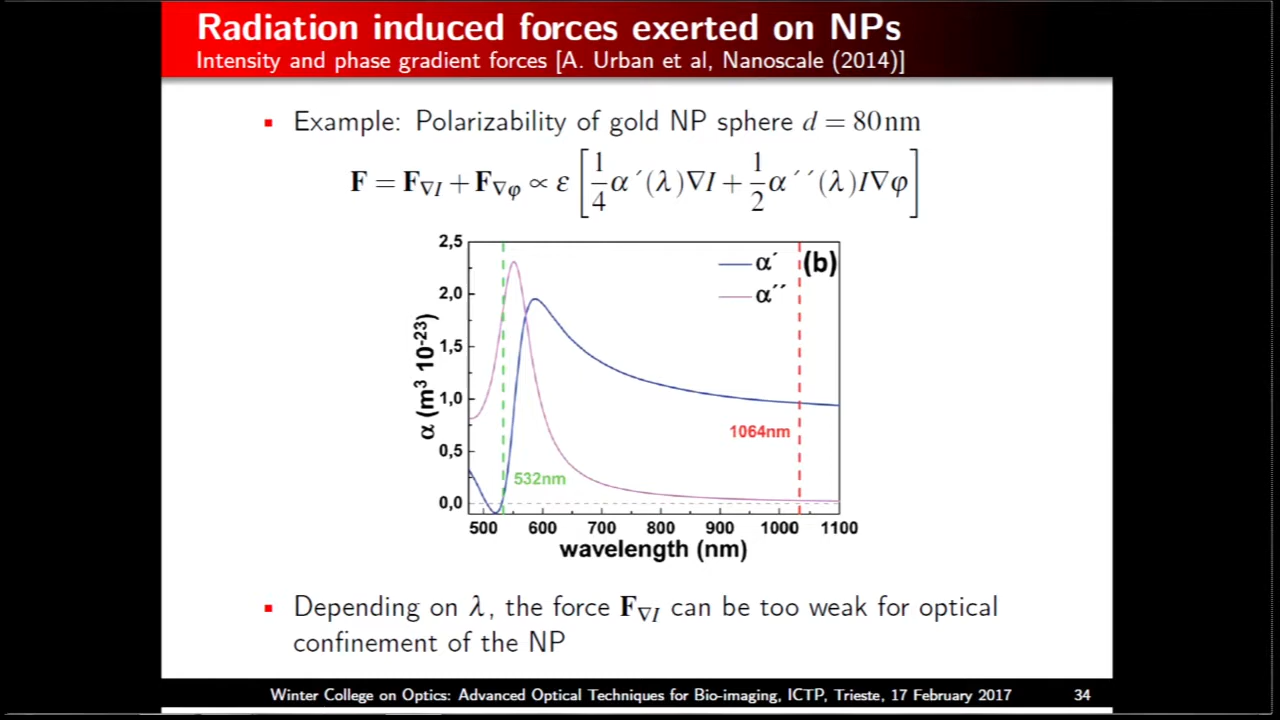 Radiation induced forces exerted on NPs
Intensity and phase gradient forces [A. Urban et al, Nanoscale (2014)]
Example: Polarizability of gold NP sphere d = 80nm
F = F∇I + F∇φ ∝ ε [ 1/4 α´(λ)∇I + 1/2 α´´(λ)I∇φ ]
2,5
2,0
1,5
1,0
0,5
0,0
α (m³ 10⁻²³)
α´
α´´
(b)
1064nm
532nm
500 600 700 800 900 1000 1100
wavelength (nm)
Depending on λ, the force F∇I can be too weak for optical
confinement of the NP
Winter College on Optics: Advanced Optical Techniques for Bio-imaging, ICTP, Trieste, 17 February 2017 34